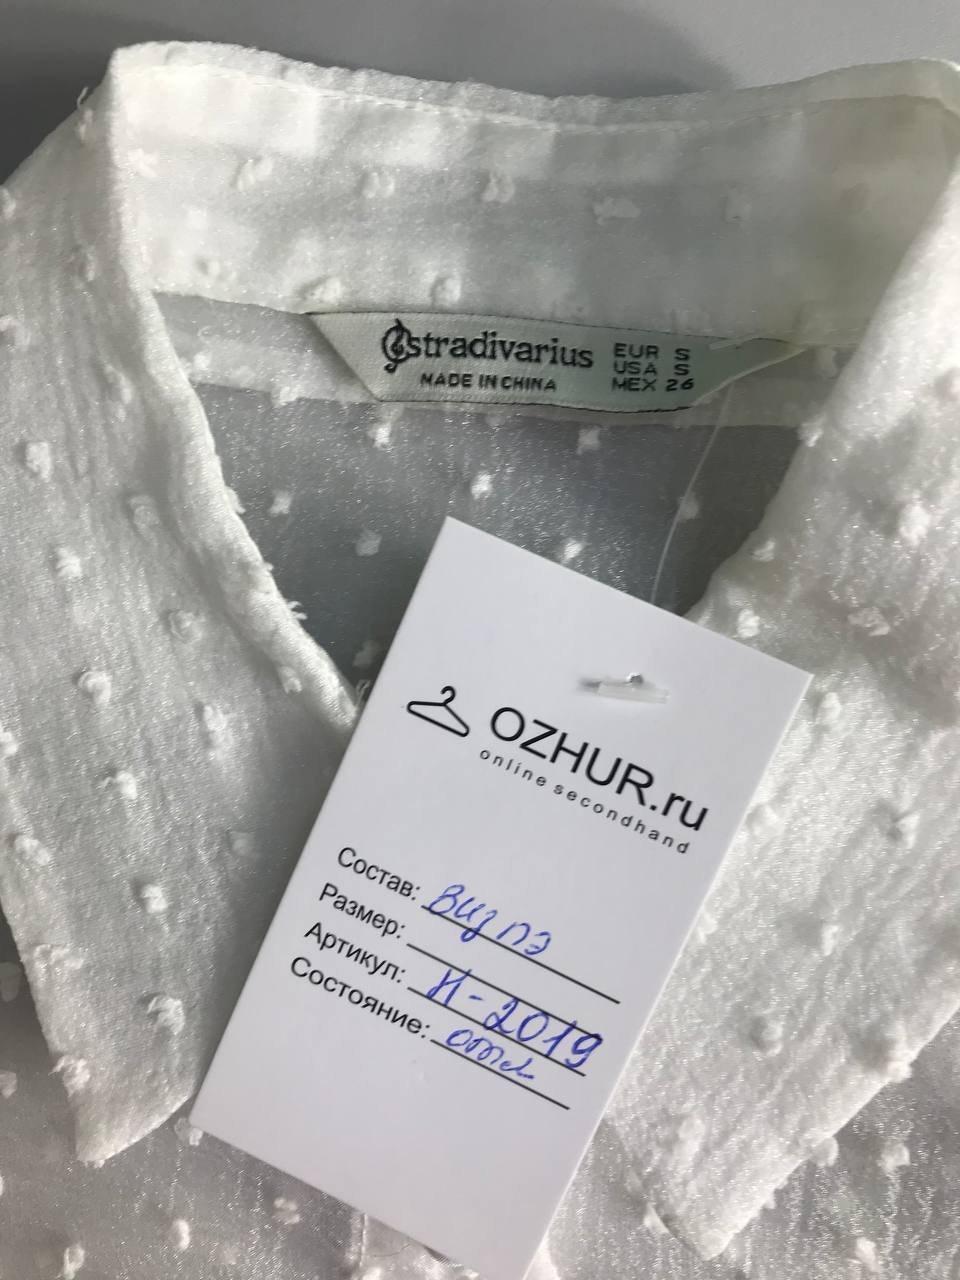 stradivarius
MADE IN CHINA
EUR S
USA S
MEX 26
OZHUR.ru
online secondhand
Состав: виз пэ
Размер:
Артикул: Н-2019
Состояние: отл